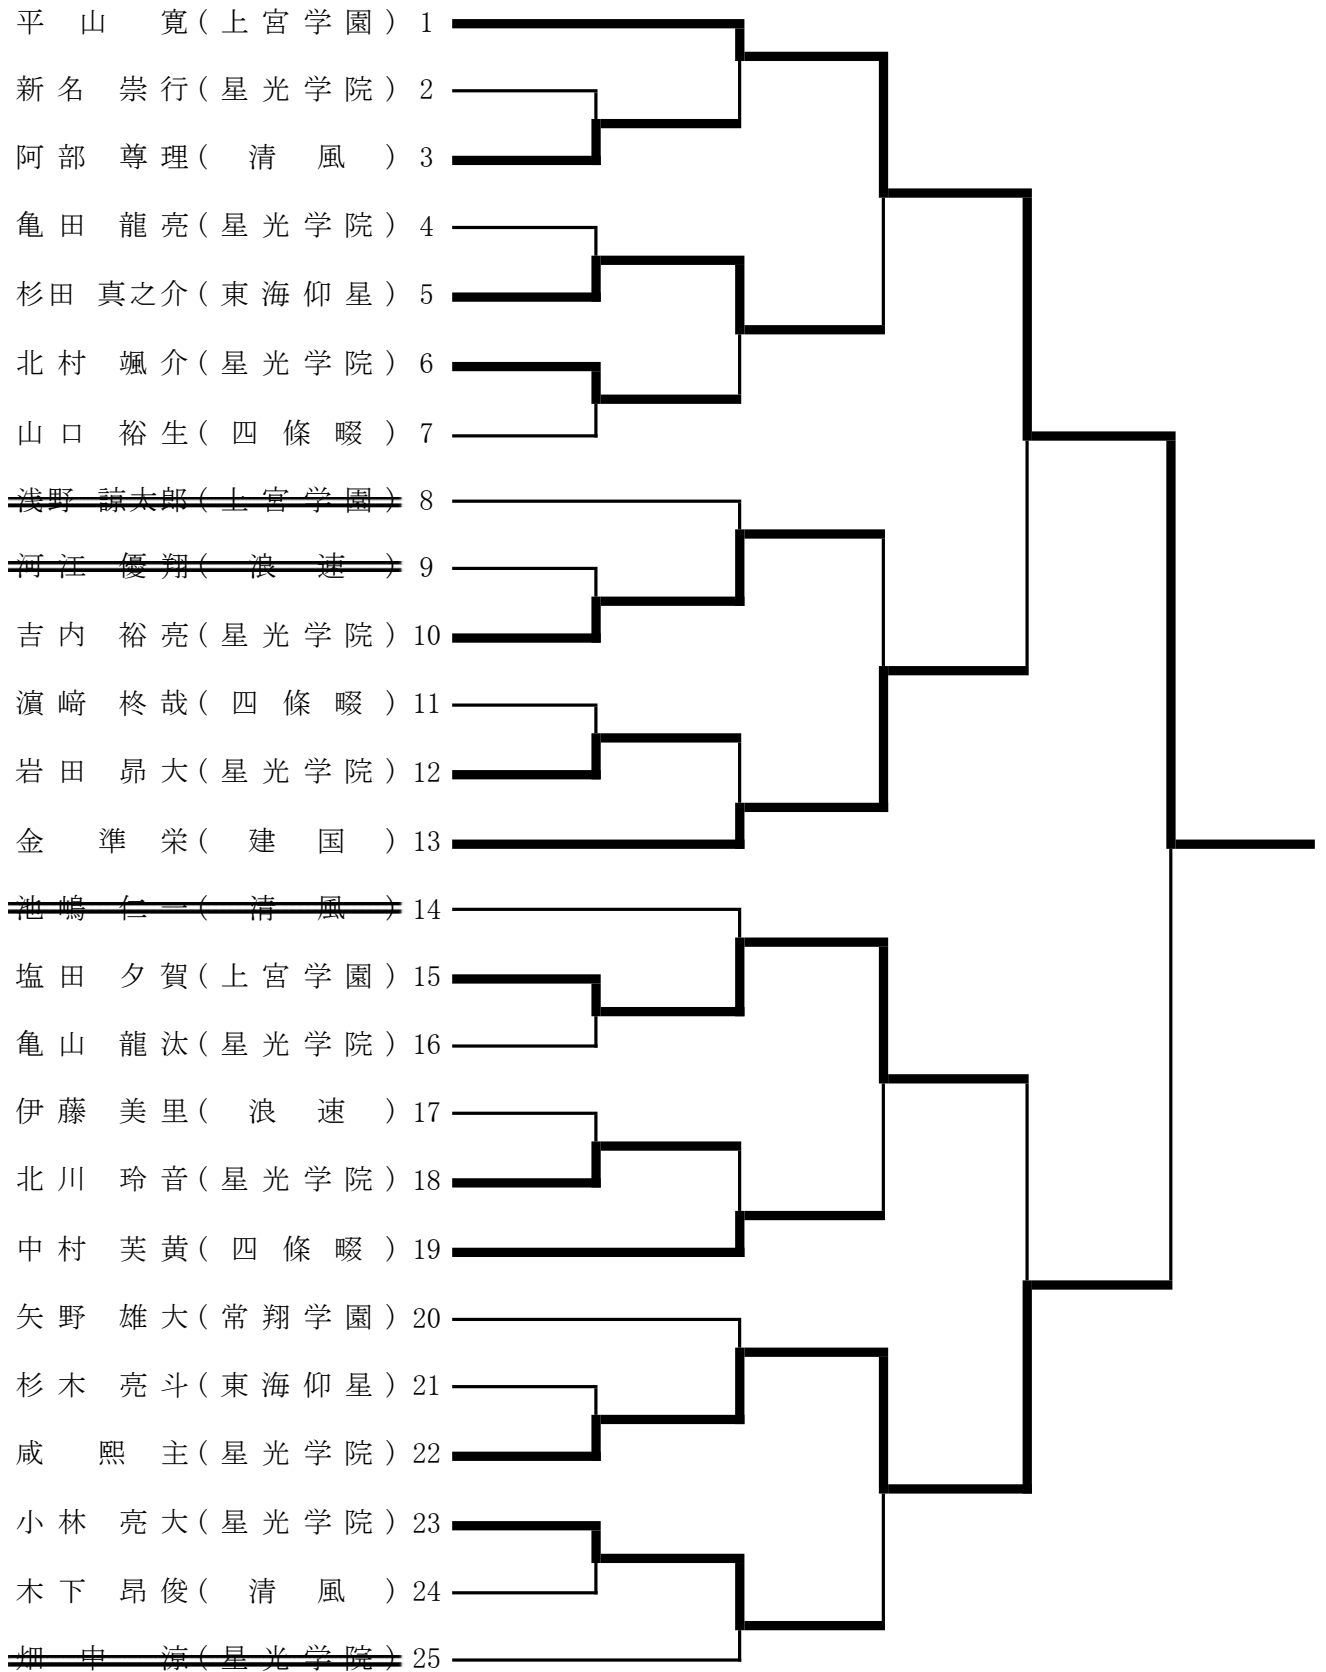 平山 寛(上宮学園) 1
新名 崇行(星光学院) 2
阿部 尊理(清風) 3
亀田 龍亮(星光学院) 4
杉田 真之介(東海仰星) 5
北村 颯介(星光学院) 6
山口 裕生(四條畷) 7
浅野 諒太郎(上宮学園) 8
河江 優翔(浪速) 9
吉内 裕亮(星光学院) 10
濵﨑 柊哉(四條畷) 11
岩田 昴大(星光学院) 12
金 準栄(建国) 13
池嶋 仁一(清風) 14
塩田 夕賀(上宮学園) 15
亀山 龍汰(星光学院) 16
伊藤 美里(浪速) 17
北川 玲音(星光学院) 18
中村 芙黄(四條畷) 19
矢野 雄大(常翔学園) 20
杉木 亮斗(東海仰星) 21
咸 熙主(星光学院) 22
小林 亮大(星光学院) 23
木下 昂俊(清風) 24
畑中 涼(星光学院) 25